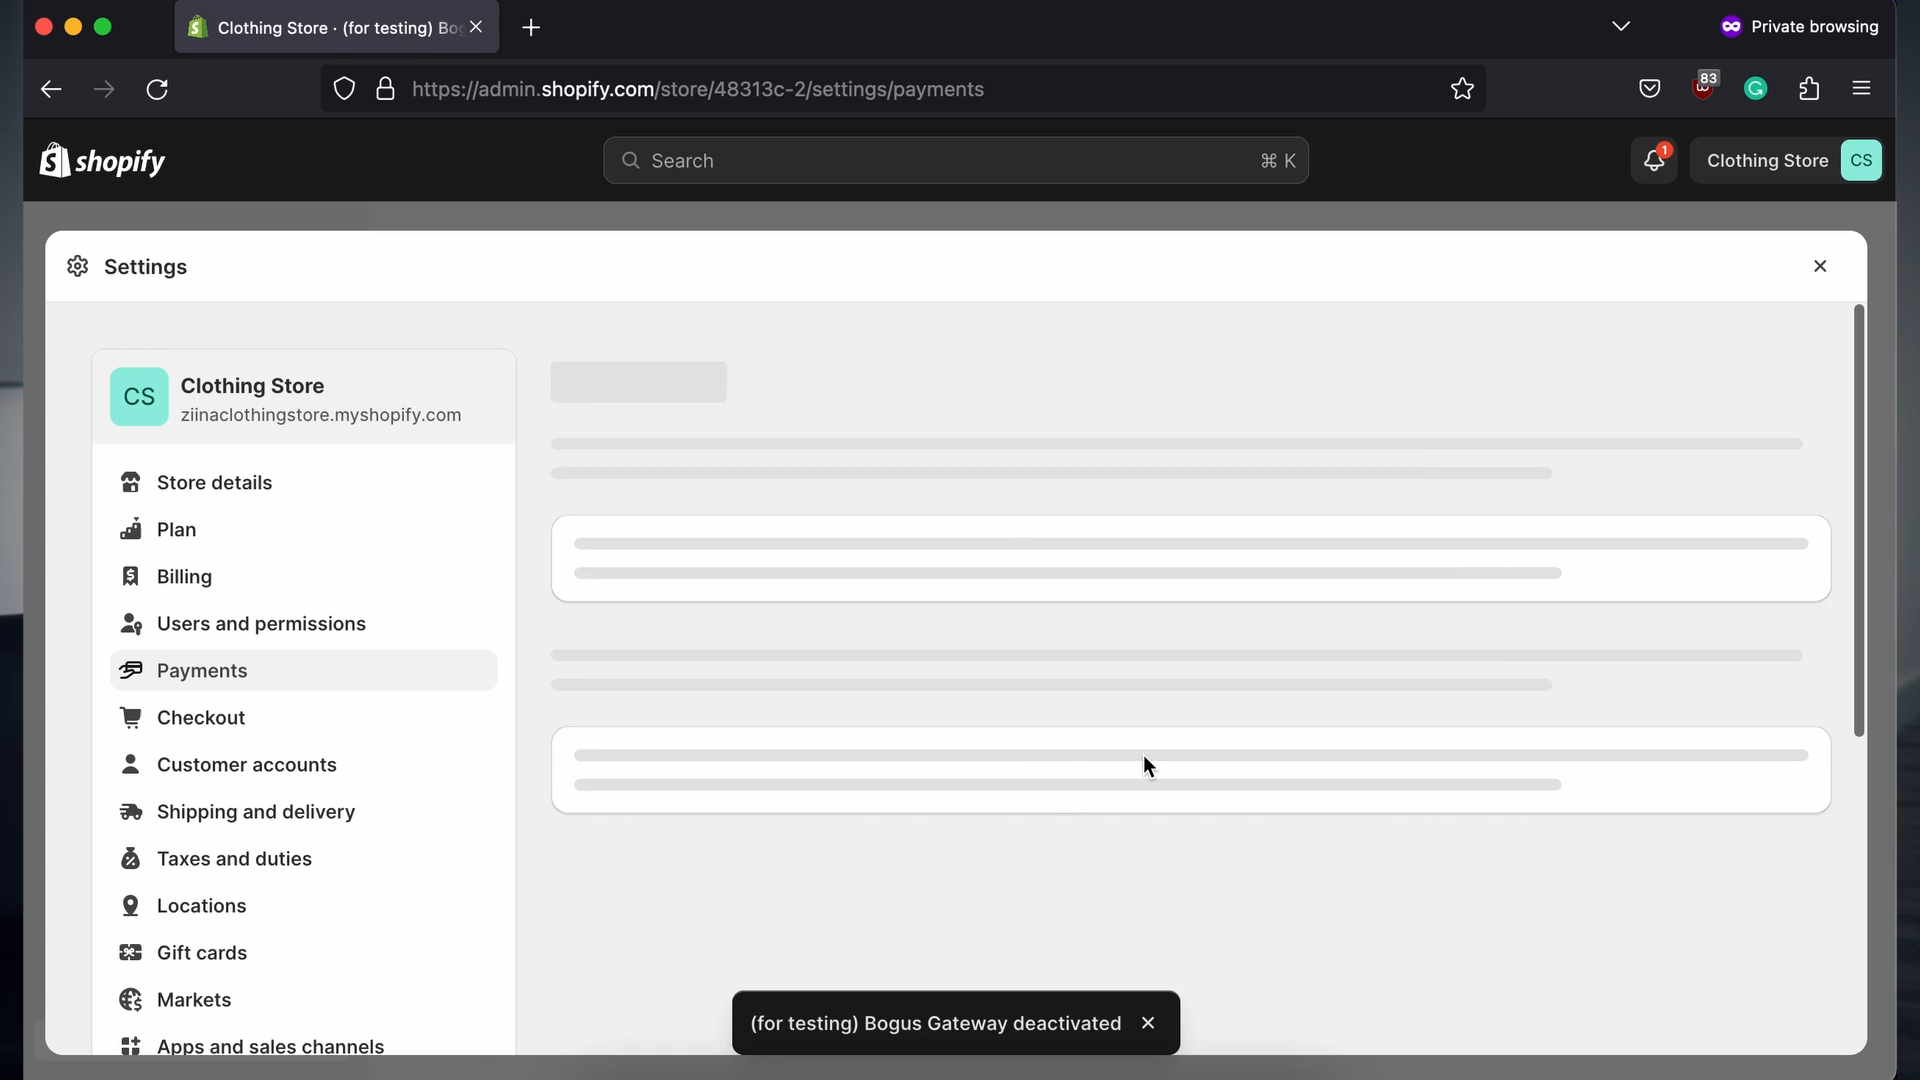 Clothing Store · (for testing) Bog
Private browsing
https://admin.shopify.com/store/48313c-2/settings/payments
83
shopify
Search
⌘ K
1
Clothing Store
CS
Settings
CS
Clothing Store
ziinaclothingstore.myshopify.com
Store details
Plan
Billing
Users and permissions
Payments
Checkout
Customer accounts
Shipping and delivery
Taxes and duties
Locations
Gift cards
Markets
Apps and sales channels
(for testing) Bogus Gateway deactivated